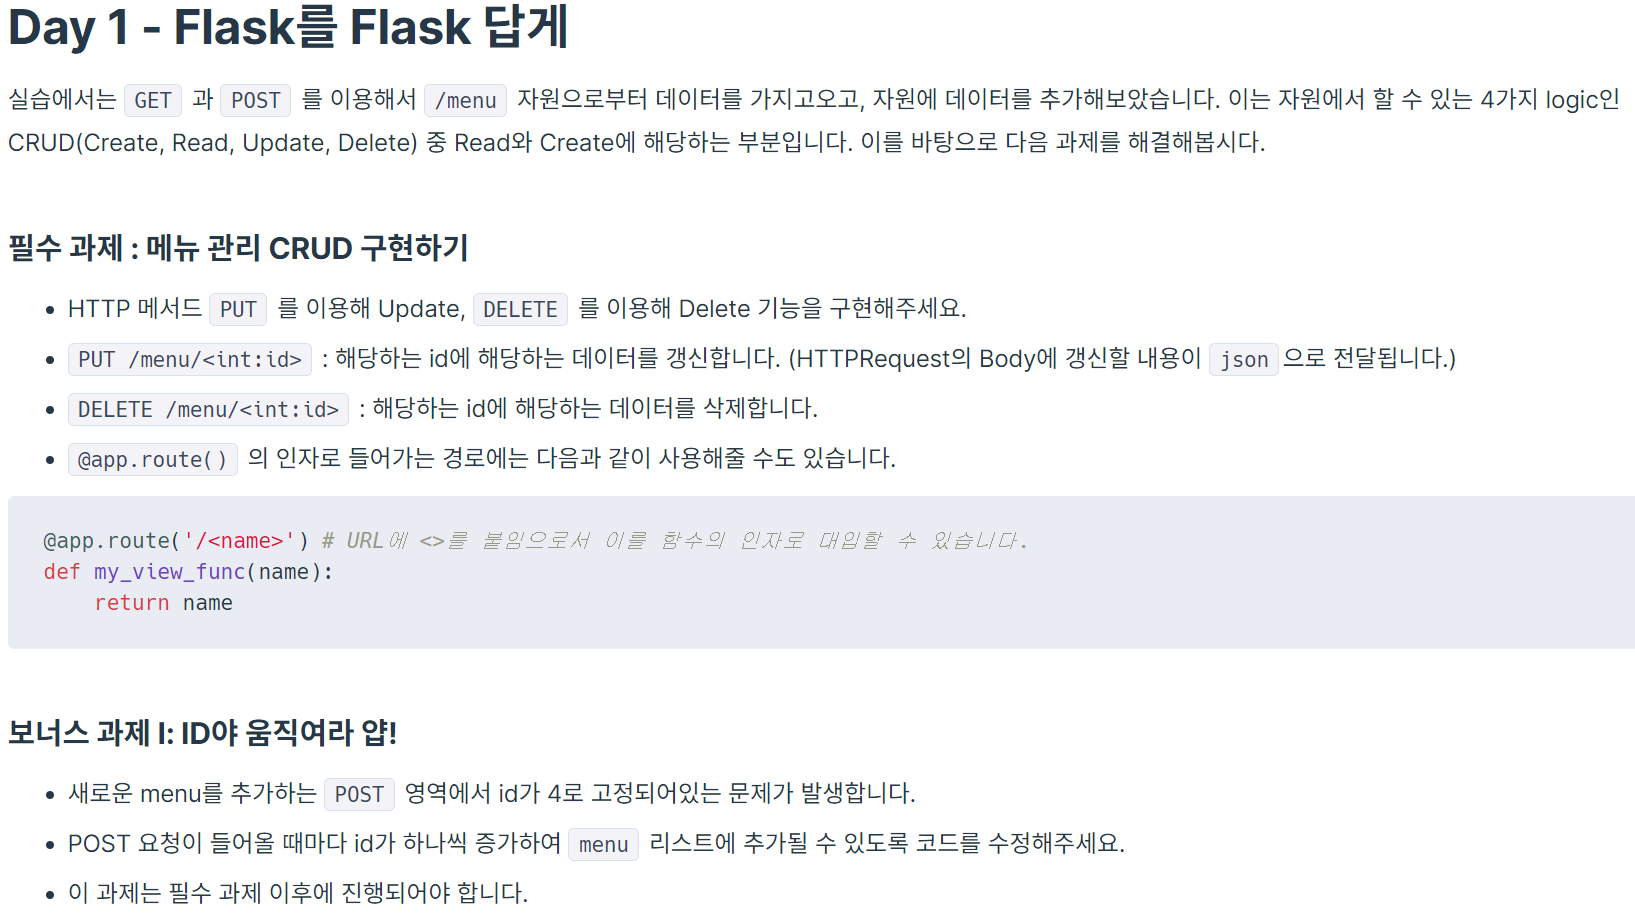 Day 1 - Flask를 Flask 답게
실습에서는 GET 과 POST 를 이용해서 /menu 자원으로부터 데이터를 가지고오고, 자원에 데이터를 추가해보았습니다. 이는 자원에서 할 수 있는 4가지 logic인
CRUD(Create, Read, Update, Delete) 중 Read와 Create에 해당하는 부분입니다. 이를 바탕으로 다음 과제를 해결해봅시다.
필수 과제 : 메뉴 관리 CRUD 구현하기
• HTTP 메서드 PUT 를 이용해 Update, DELETE 를 이용해 Delete 기능을 구현해주세요.
• PUT /menu/<int:id> : 해당하는 id에 해당하는 데이터를 갱신합니다. (HTTPRequest의 Body에 갱신할 내용이 json으로 전달됩니다.)
• DELETE /menu/<int:id> : 해당하는 id에 해당하는 데이터를 삭제합니다.
• @app.route() 의 인자로 들어가는 경로에는 다음과 같이 사용해줄 수도 있습니다.
@app.route('/<name>') # URL에 <>를 붙임으로서 이를 함수의 인자로 대입할 수 있습니다.
def my_view_func(name):
    return name
보너스 과제 I: ID야 움직여라 얍!
• 새로운 menu를 추가하는 POST 영역에서 id가 4로 고정되어있는 문제가 발생합니다.
• POST 요청이 들어올 때마다 id가 하나씩 증가하여 menu 리스트에 추가될 수 있도록 코드를 수정해주세요.
• 이 과제는 필수 과제 이후에 진행되어야 합니다.